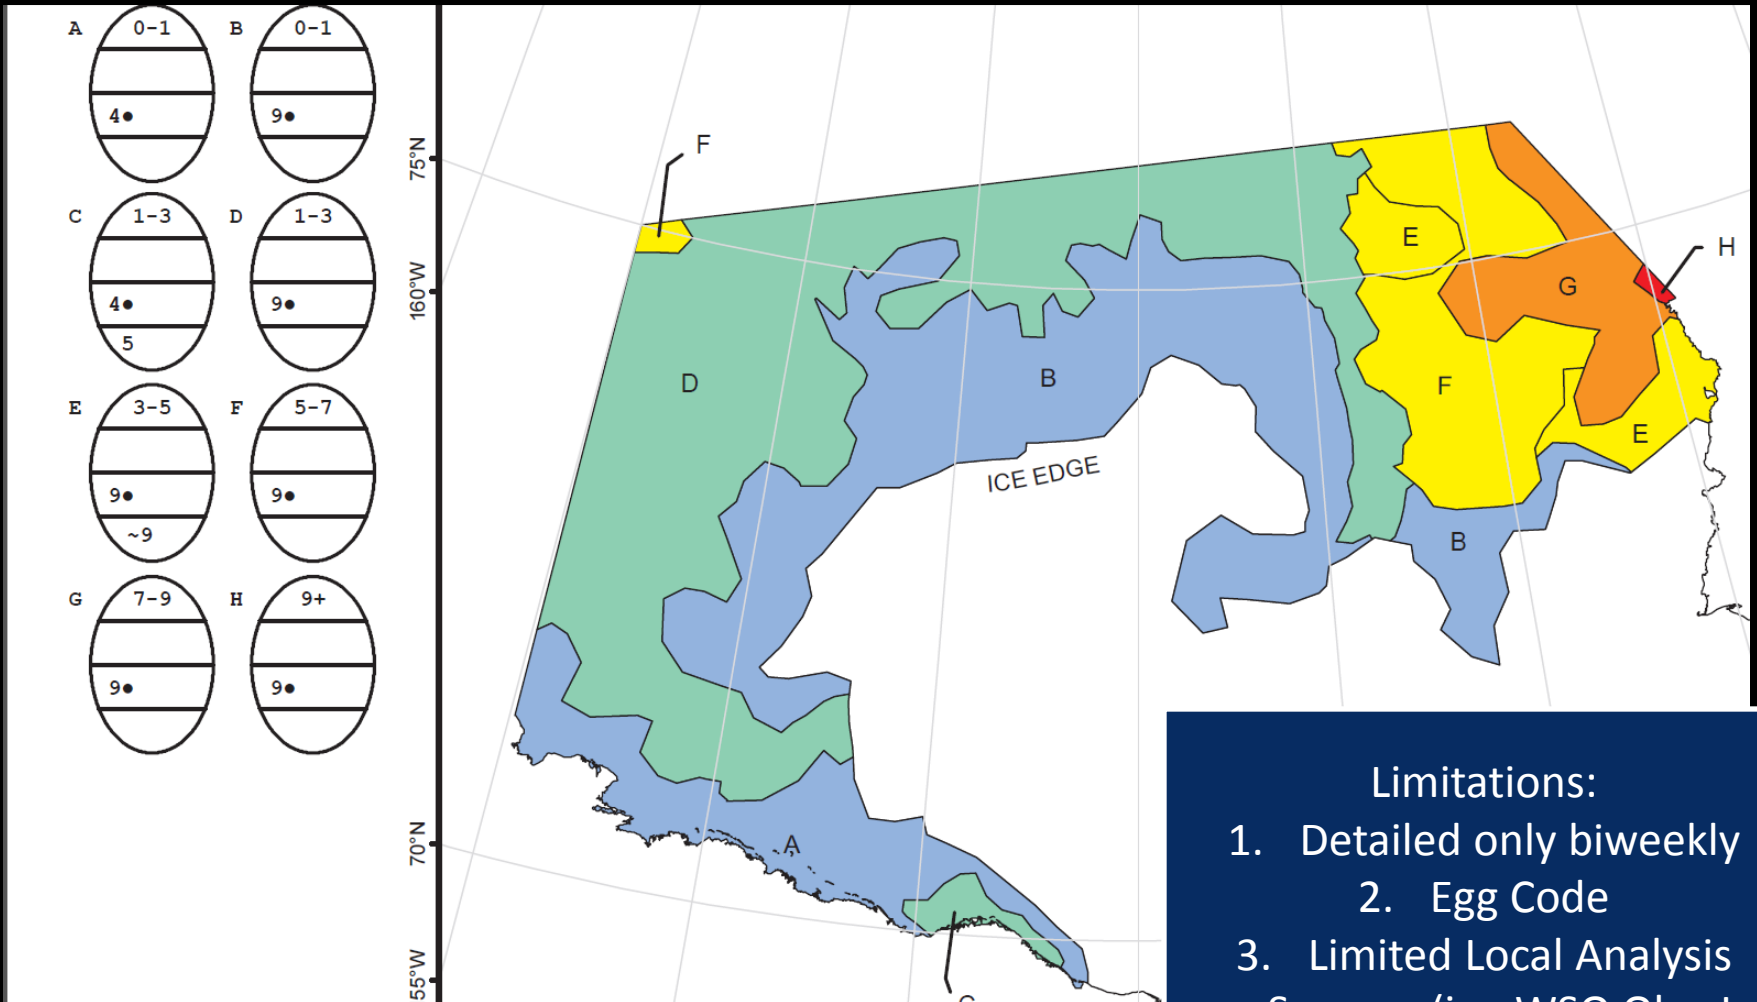 A 0-1 B 0-1
4● 9●
C 1-3 D 1-3
4● 9●
5
E 3-5 F 5-7
9● 9●
~9
G 7-9 H 9+
9● 9●
75°N
160°W
70°N
55°W
F
E
H
G
D
B
F
E
ICE EDGE
B
A
Limitations:
1. Detailed only biweekly
2. Egg Code
3. Limited Local Analysis